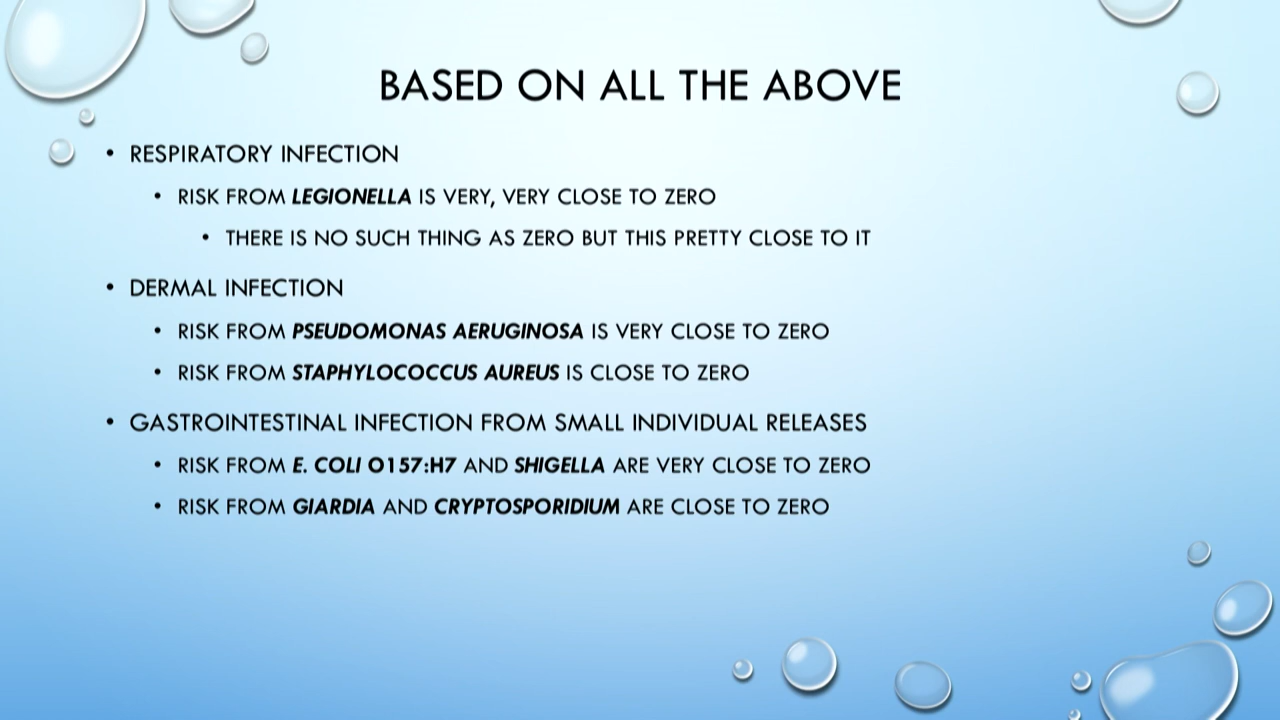 BASED ON ALL THE ABOVE
• RESPIRATORY INFECTION
• RISK FROM LEGIONELLA IS VERY, VERY CLOSE TO ZERO
• THERE IS NO SUCH THING AS ZERO BUT THIS PRETTY CLOSE TO IT
• DERMAL INFECTION
• RISK FROM PSEUDOMONAS AERUGINOSA IS VERY CLOSE TO ZERO
• RISK FROM STAPHYLOCOCCUS AUREUS IS CLOSE TO ZERO
• GASTROINTESTINAL INFECTION FROM SMALL INDIVIDUAL RELEASES
• RISK FROM E. COLI O157:H7 AND SHIGELLA ARE VERY CLOSE TO ZERO
• RISK FROM GIARDIA AND CRYPTOSPORIDIUM ARE CLOSE TO ZERO